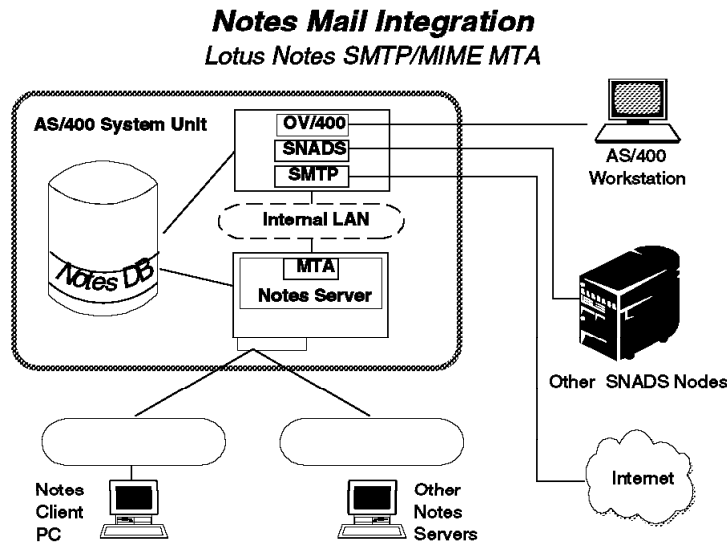 Notes Mail Integration
Lotus Notes SMTP/MIME MTA
AS/400 System Unit
OV/400
SNADS
SMTP
Internal LAN
Notes DB
MTA
Notes Server
AS/400
Workstation
Other SNADS Nodes
Internet
Notes
Client
PC
Other
Notes
Servers